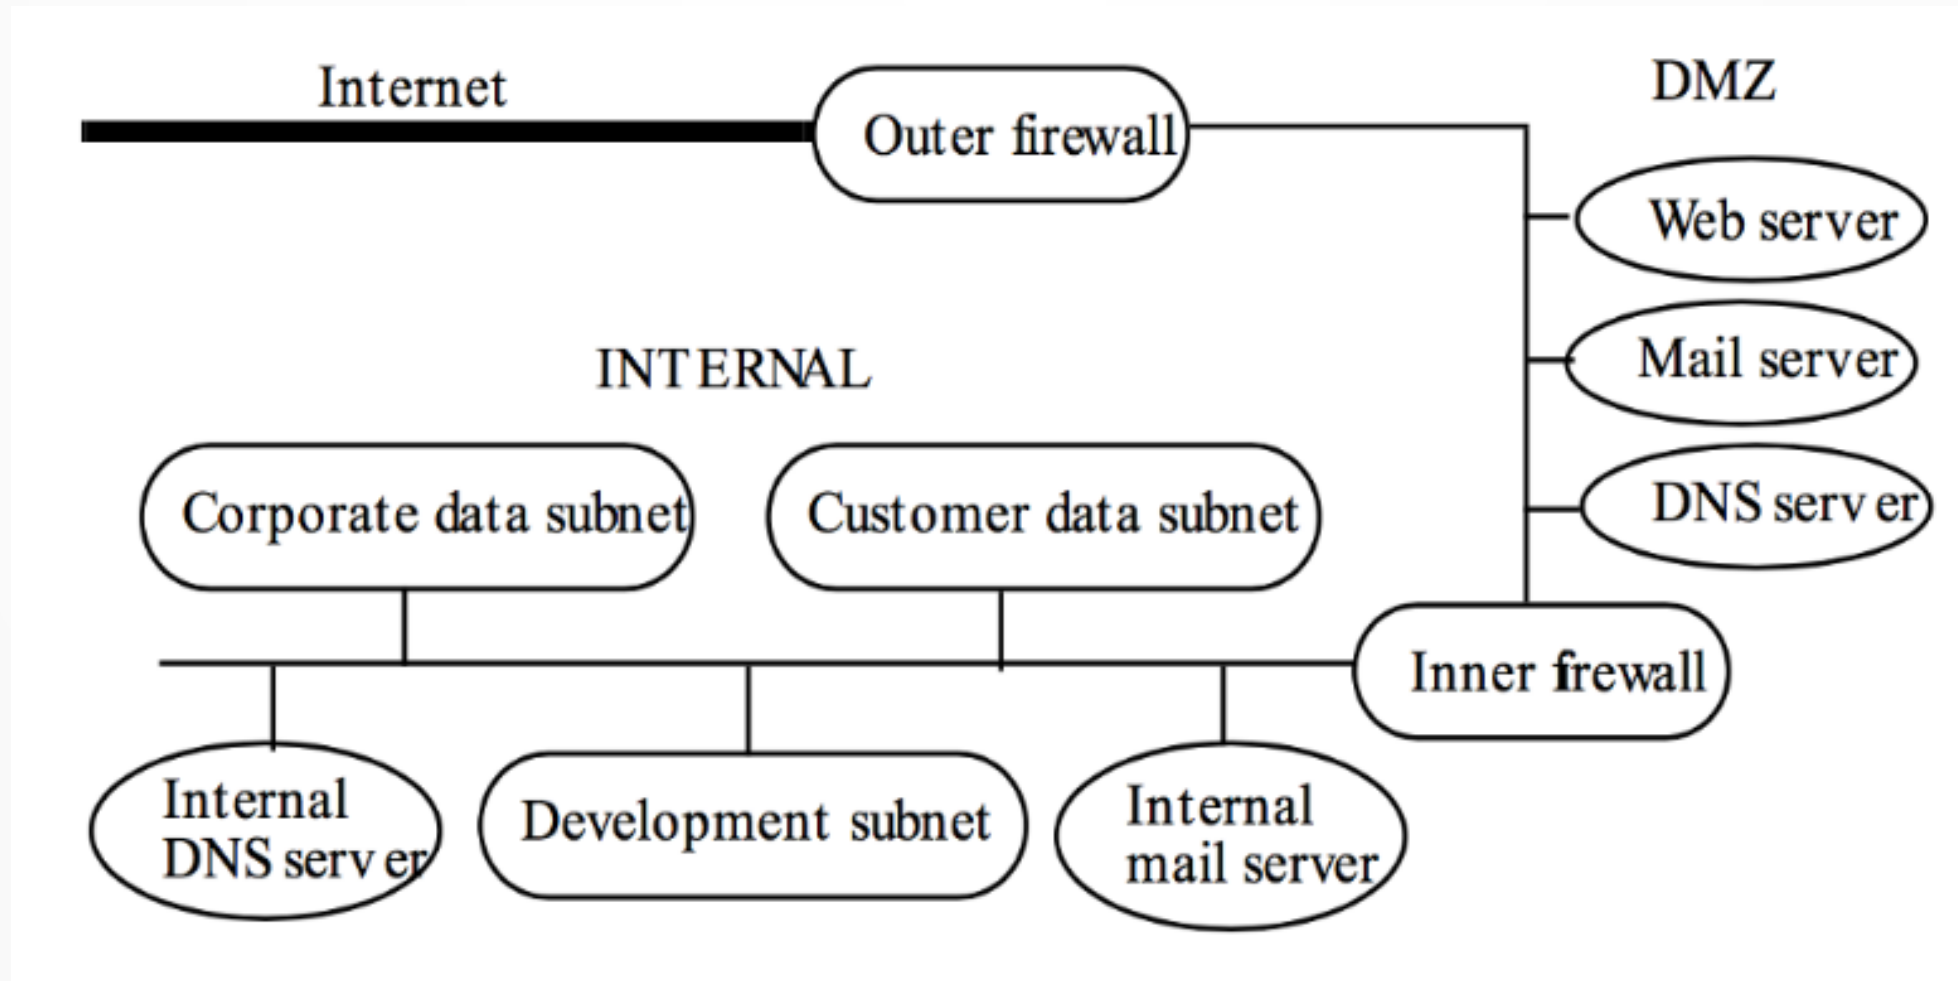 Internet
Outer firewall
DMZ
Web server
Mail server
DNS server
INTERNAL
Corporate data subnet
Customer data subnet
Inner firewall
Internal
DNS server
Development subnet
Internal
mail server